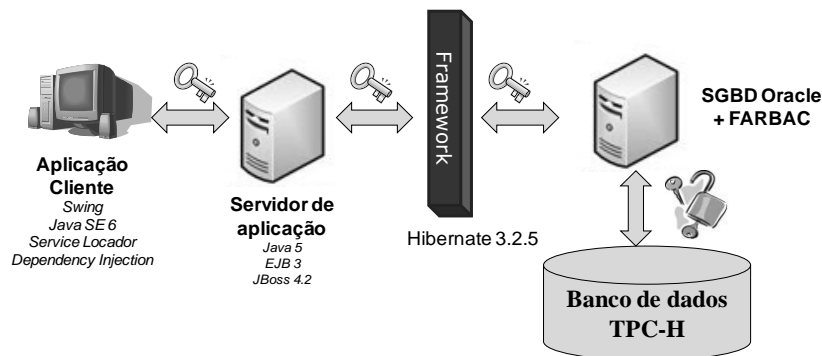 Framework
SGBD Oracle
+ FARBAC
Aplicação
Cliente
Swing
Java SE 6
Service Locador
Dependency Injection
Servidor de
aplicação
Java 5
EJB 3
JBoss 4.2
Hibernate 3.2.5
Banco de dados
TPC-H